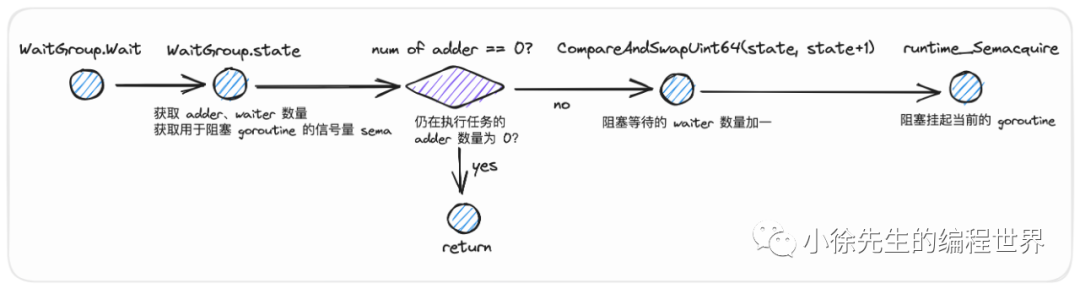 WaitGroup.Wait
WaitGroup.state
num of adder == 0?
CompareAndSwapUint64(state, state+1)
runtime_Semacquire
获取 adder、waiter 数量
获取用于阻塞 goroutine 的信号量 sema
仍在执行任务的
adder 数量为 0?
no
阻塞等待的 waiter 数量加一
阻塞挂起当前的 goroutine
yes
return
小徐先生的编程世界